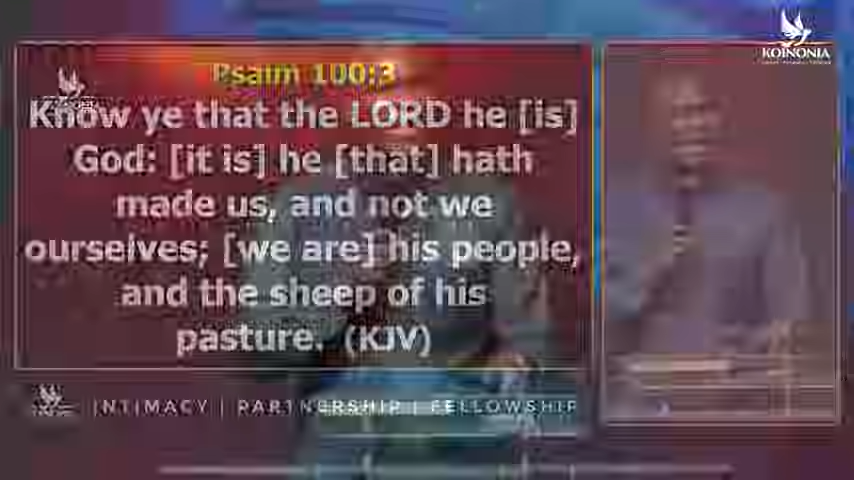 KOINONIA
Psalm 100:3
Know ye that the LORD he [is]
God: [it is] he [that] hath
made us, and not we
ourselves; [we are] his people,
and the sheep of his
pasture. (KJV)
INTIMACY | PARTNERSHIP | FELLOWSHIP